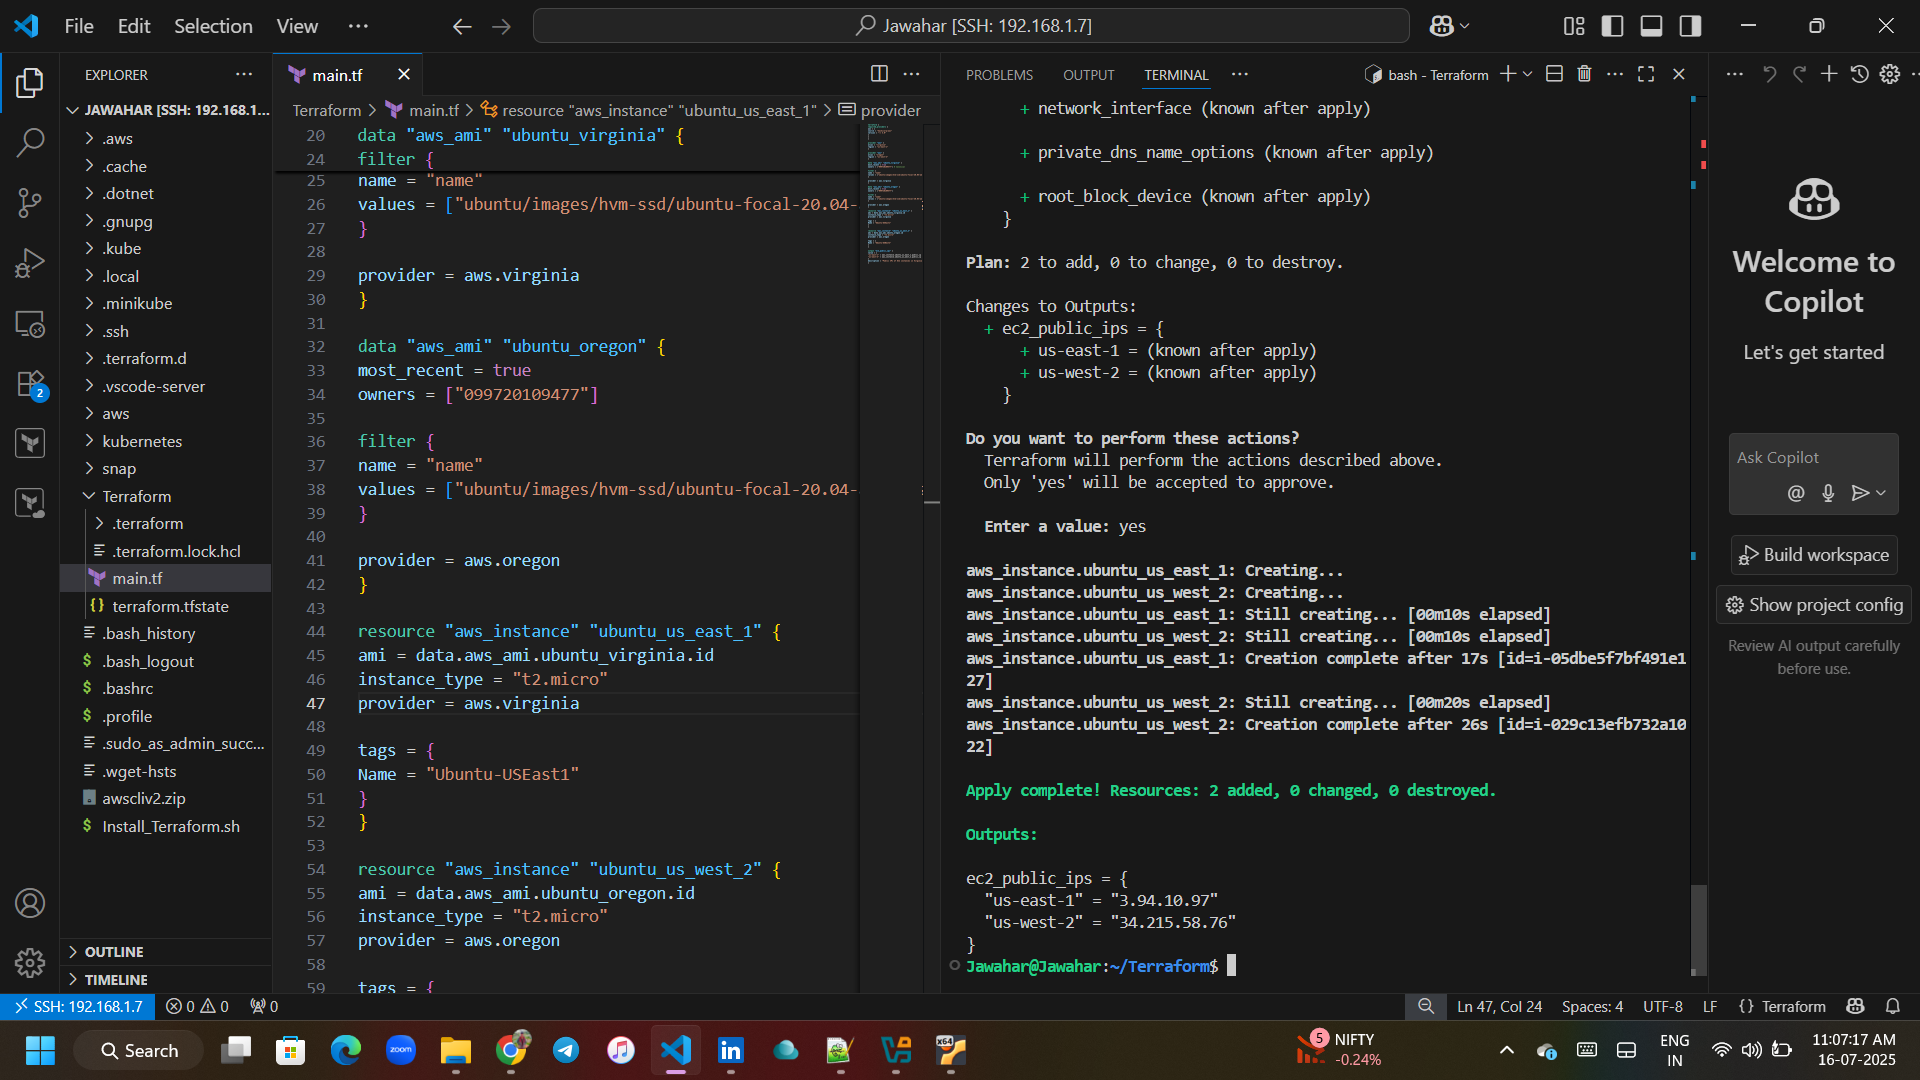 File Edit Selection View ···
Jawahar [SSH: 192.168.1.7]
EXPLORER ···
JAWAHAR [SSH: 192.168.1...
.aws
.cache
.dotnet
.gnupg
.kube
.local
.minikube
.ssh
.terraform.d
.vscode-server
aws
kubernetes
snap
Terraform
.terraform
.terraform.lock.hcl
main.tf
{} terraform.tfstate
.bash_history
$ .bash_logout
$ .bashrc
$ .profile
.sudo_as_admin_succ...
.wget-hsts
awscliv2.zip
$ Install_Terraform.sh
OUTLINE
TIMELINE
2
main.tf
Terraform > main.tf > resource "aws_instance" "ubuntu_us_east_1" > provider
20 data "aws_ami" "ubuntu_virginia" {
24 filter {
25 name = "name"
26 values = ["ubuntu/images/hvm-ssd/ubuntu-focal-20.04-
27 }
28
29 provider = aws.virginia
30 }
31
32 data "aws_ami" "ubuntu_oregon" {
33 most_recent = true
34 owners = ["099720109477"]
35
36 filter {
37 name = "name"
38 values = ["ubuntu/images/hvm-ssd/ubuntu-focal-20.04-
39 }
40
41 provider = aws.oregon
42 }
43
44 resource "aws_instance" "ubuntu_us_east_1" {
45 ami = data.aws_ami.ubuntu_virginia.id
46 instance_type = "t2.micro"
47 provider = aws.virginia
48
49 tags = {
50 Name = "Ubuntu-USEast1"
51 }
52 }
53
54 resource "aws_instance" "ubuntu_us_west_2" {
55 ami = data.aws_ami.ubuntu_oregon.id
56 instance_type = "t2.micro"
57 provider = aws.oregon
58
59 tags = {
PROBLEMS OUTPUT TERMINAL ··· bash - Terraform
+ network_interface (known after apply)
+ private_dns_name_options (known after apply)
+ root_block_device (known after apply)
}
Plan: 2 to add, 0 to change, 0 to destroy.
Changes to Outputs:
+ ec2_public_ips = {
+ us-east-1 = (known after apply)
+ us-west-2 = (known after apply)
}
Do you want to perform these actions?
Terraform will perform the actions described above.
Only 'yes' will be accepted to approve.
Enter a value: yes
aws_instance.ubuntu_us_east_1: Creating...
aws_instance.ubuntu_us_west_2: Creating...
aws_instance.ubuntu_us_east_1: Still creating... [00m10s elapsed]
aws_instance.ubuntu_us_west_2: Still creating... [00m10s elapsed]
aws_instance.ubuntu_us_east_1: Creation complete after 17s [id=i-05dbe5f7bf491e1
27]
aws_instance.ubuntu_us_west_2: Still creating... [00m20s elapsed]
aws_instance.ubuntu_us_west_2: Creation complete after 26s [id=i-029c13efb732a10
22]
Apply complete! Resources: 2 added, 0 changed, 0 destroyed.
Outputs:
ec2_public_ips = {
"us-east-1" = "3.94.10.97"
"us-west-2" = "34.215.58.76"
}
Jawahar@Jawahar:~/Terraform$
Welcome to
Copilot
Let's get started
Ask Copilot
@
Build workspace
Show project config
Review AI output carefully
before use.
SSH: 192.168.1.7 0 0 0 Ln 47, Col 24 Spaces: 4 UTF-8 LF {} Terraform
Search
zoom
in
x64
5
NIFTY
-0.24%
ENG
IN
11:07:17 AM
16-07-2025